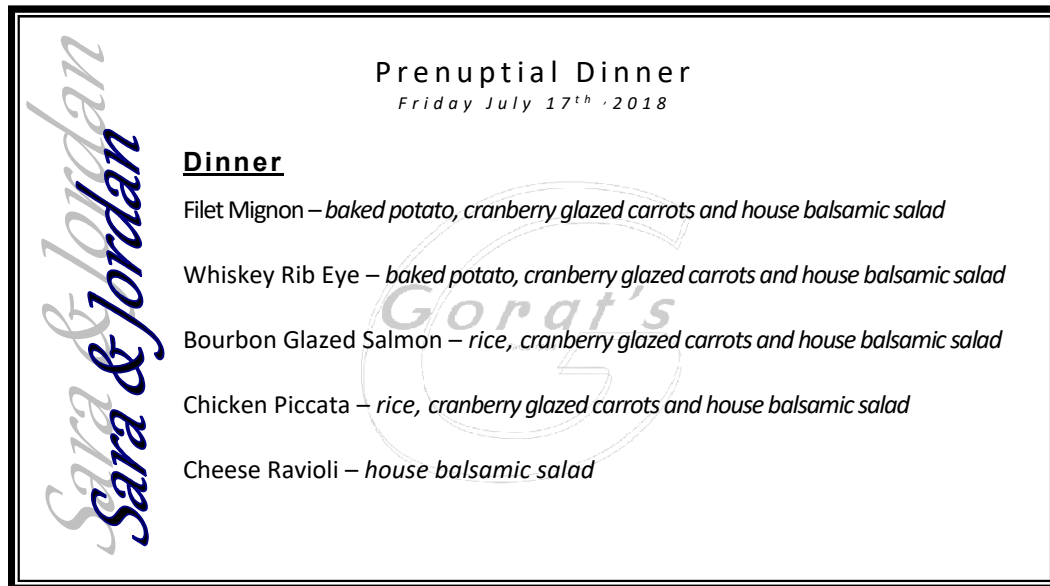 Sara & Jordan
Prenuptial Dinner
Friday July 17th, 2018
Dinner
Filet Mignon – baked potato, cranberry glazed carrots and house balsamic salad
Whiskey Rib Eye – baked potato, cranberry glazed carrots and house balsamic salad
Gorat's
Bourbon Glazed Salmon – rice, cranberry glazed carrots and house balsamic salad
Chicken Piccata – rice, cranberry glazed carrots and house balsamic salad
Cheese Ravioli – house balsamic salad